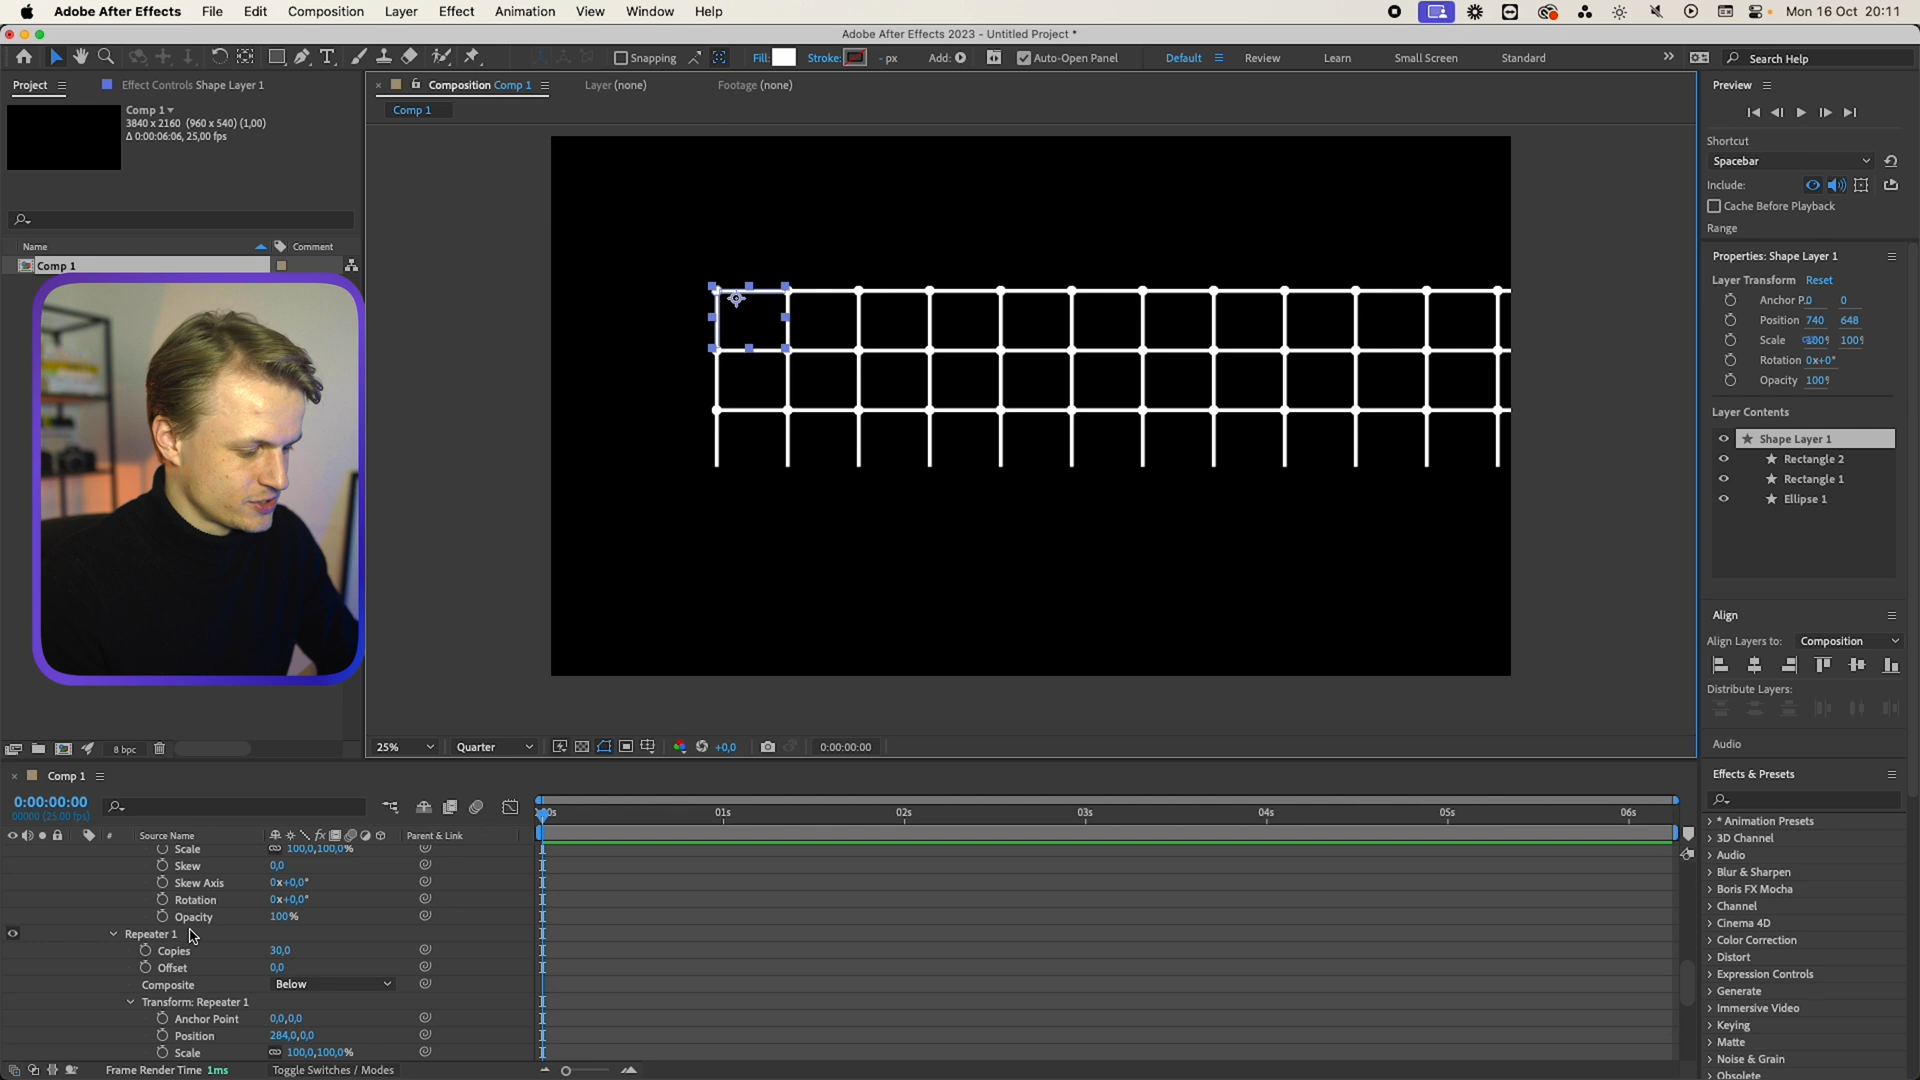 Adobe After Effects File Edit Composition Layer Effect Animation View Window Help Mon 16 Oct 20:11
Adobe After Effects 2023 - Untitled Project *
Snapping Fill: Stroke: - px Add: Auto-Open Panel Default Review Learn Small Screen Standard Search Help
Project Effect Controls Shape Layer 1
Comp 1
3840 x 2160 (960 x 540) (1,00)
Δ 0:00:06:06, 25,00 fps
Name Comment
Comp 1
8 bpc
Composition Comp 1 Layer (none) Footage (none)
Comp 1
25% Quarter +0,0 0:00:00:00
Preview
Shortcut
Spacebar
Include:
Cache Before Playback
Range
Properties: Shape Layer 1
Layer Transform Reset
Anchor P. 0 0
Position 740 648
Scale 100% 100%
Rotation 0x+0°
Opacity 100%
Layer Contents
Shape Layer 1
Rectangle 2
Rectangle 1
Ellipse 1
Align
Align Layers to: Composition
Distribute Layers:
Audio
Effects & Presets
* Animation Presets
3D Channel
Audio
Blur & Sharpen
Boris FX Mocha
Channel
Cinema 4D
Color Correction
Distort
Expression Controls
Generate
Immersive Video
Keying
Matte
Noise & Grain
Obsolete
Comp 1
0:00:00:00
00000 (25.00 fps)
# Source Name Parent & Link
01s 02s 03s 04s 05s 06s
Scale 100,0,100,0%
Skew 0,0
Skew Axis 0x+0,0°
Rotation 0x+0,0°
Opacity 100%
Repeater 1
Copies 30,0
Offset 0,0
Composite Below
Transform: Repeater 1
Anchor Point 0,0,0,0
Position 284,0,0,0
Scale 100,0,100,0%
Frame Render Time 1ms Toggle Switches / Modes